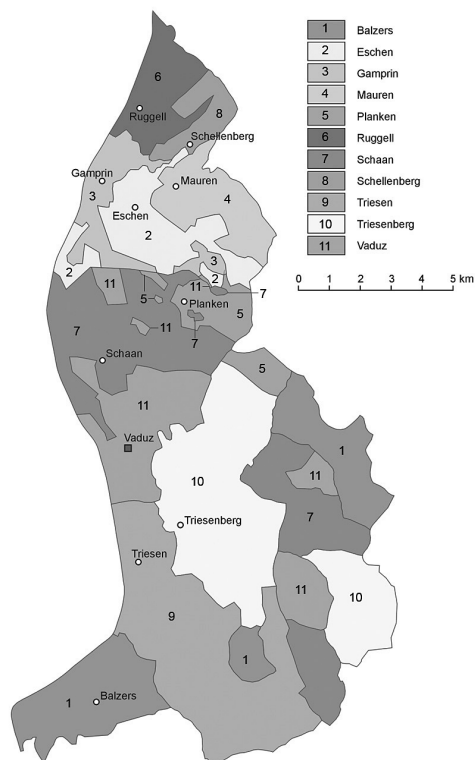 1 Balzers
2 Eschen
3 Gamprin
4 Mauren
5 Planken
6 Ruggell
7 Schaan
8 Schellenberg
9 Triesen
10 Triesenberg
11 Vaduz
0 1 2 3 4 5 km
6
Ruggell
8
Schellenberg
Gamprin
3
Mauren
4
Eschen
2
3
2
2
11
11
7
5
Planken
5
7
11
7
Schaan
5
11
1
Vaduz
10
11
7
Triesenberg
Triesen
11
10
9
1
1
Balzers